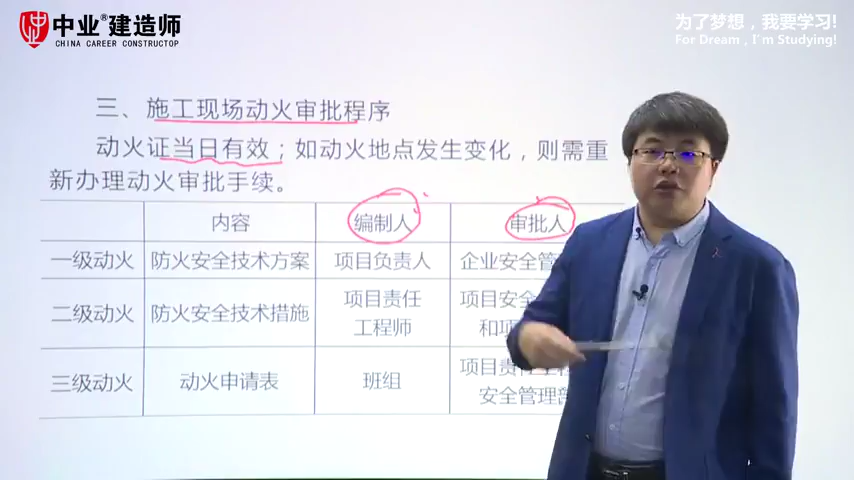 中业®建造师
CHINA CAREER CONSTRUCTOP
为了梦想，我要学习!
For Dream , I´m Studying!
三、施工现场动火审批程序
动火证当日有效；如动火地点发生变化，则需重
新办理动火审批手续。
内容 编制人 审批人
一级动火 防火安全技术方案 项目负责人 企业安全管
二级动火 防火安全技术措施 项目责任工程师 项目安全 和项
三级动火 动火申请表 班组 项目责任工程 安全管理部